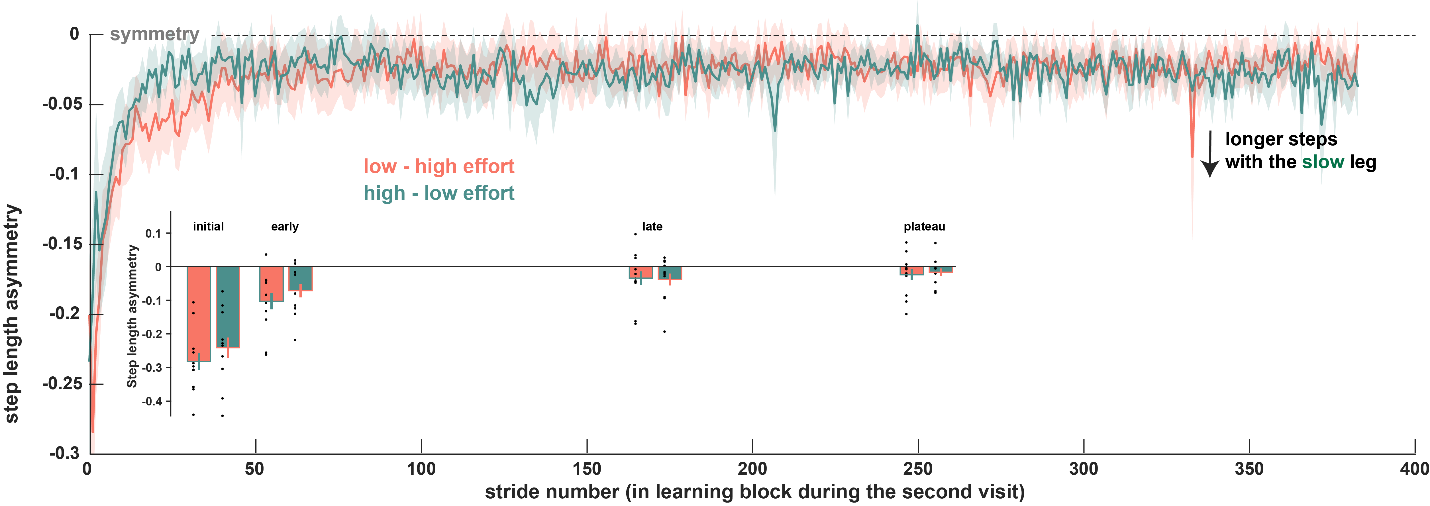 0
symmetry
-0.05
-0.1
-0.15
-0.2
-0.25
-0.3
step length asymmetry
low - high effort
high - low effort
longer steps
with the slow leg
initial
early
late
plateau
0.1
0
-0.1
-0.2
-0.3
-0.4
Step length asymmetry
0
50
100
150
200
250
300
350
400
stride number (in learning block during the second visit)